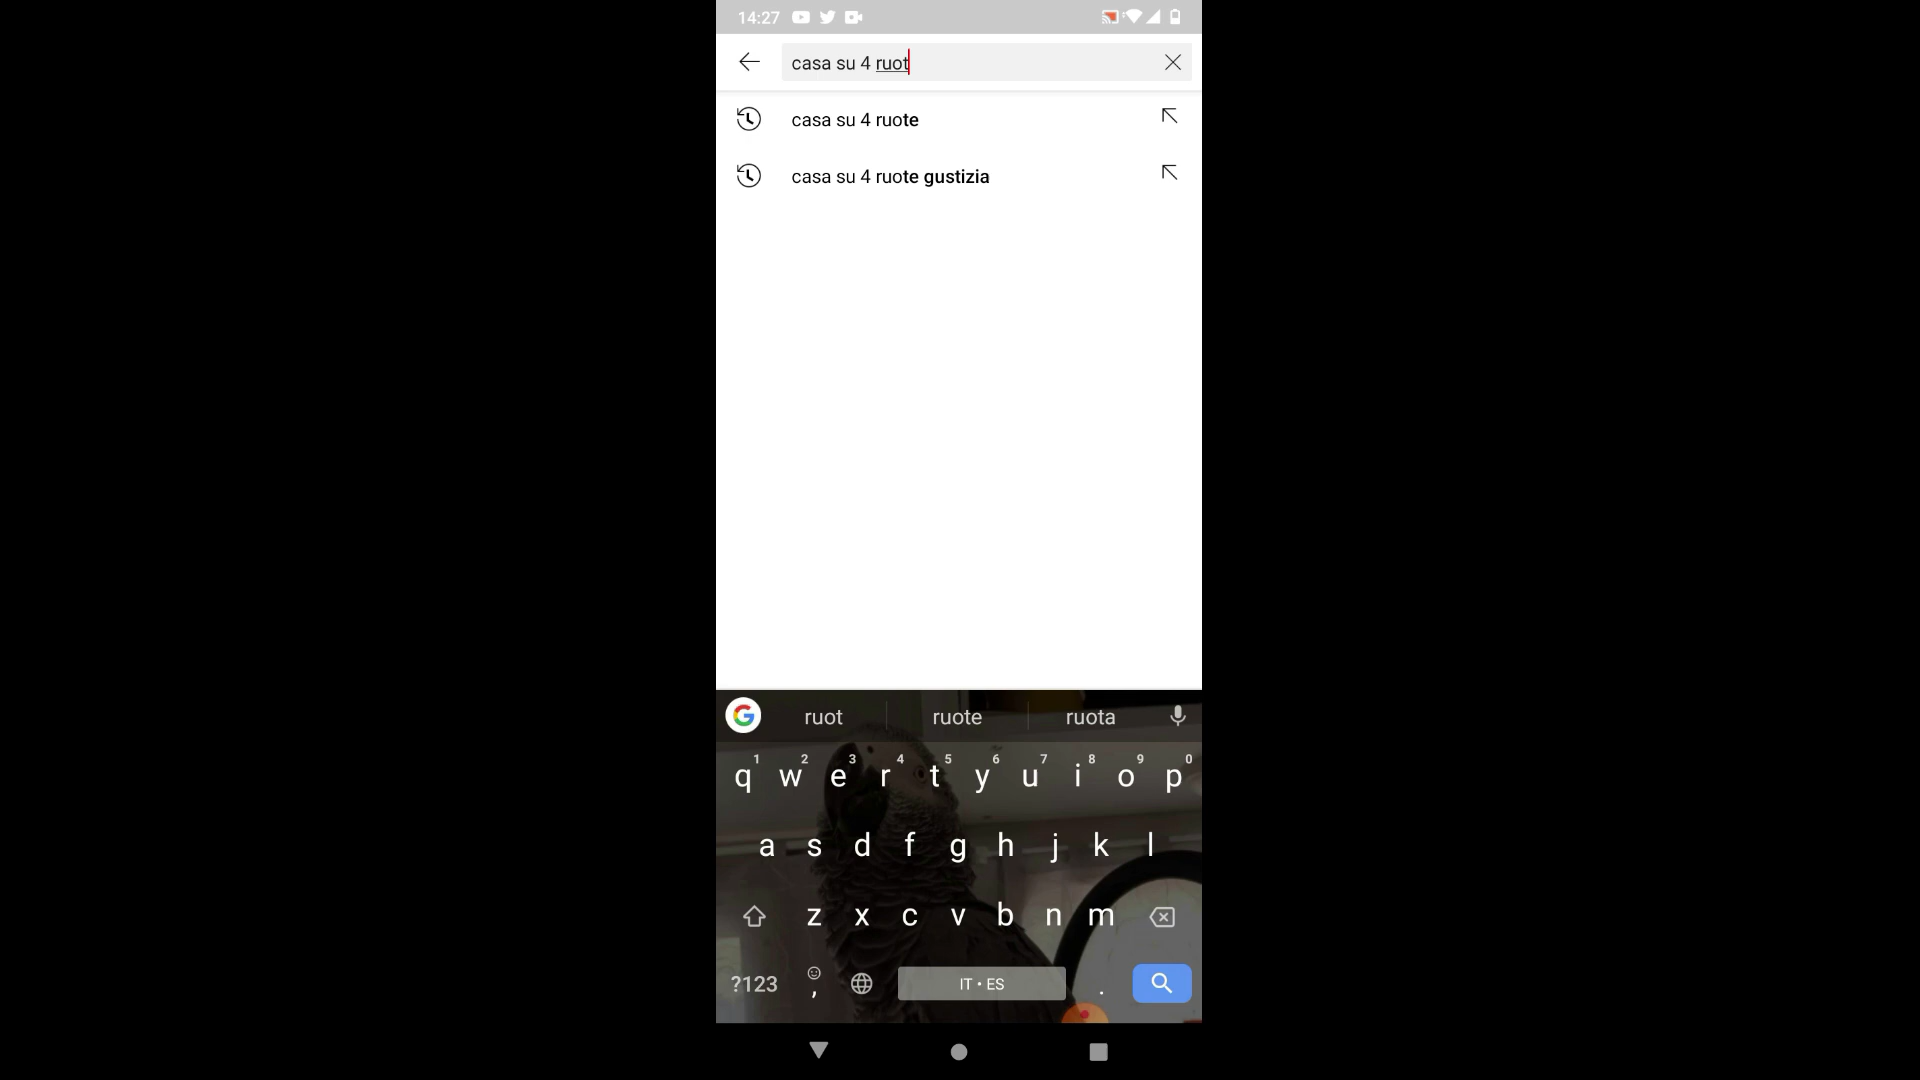 14:27
casa su 4 ruot
casa su 4 ruote
casa su 4 ruote gustizia
G ruot ruote ruota
1 2 3 4 5 6 7 8 9 0
q w e r t y u i o p
a s d f g h j k l
z x c v b n m
?123 , IT • ES .